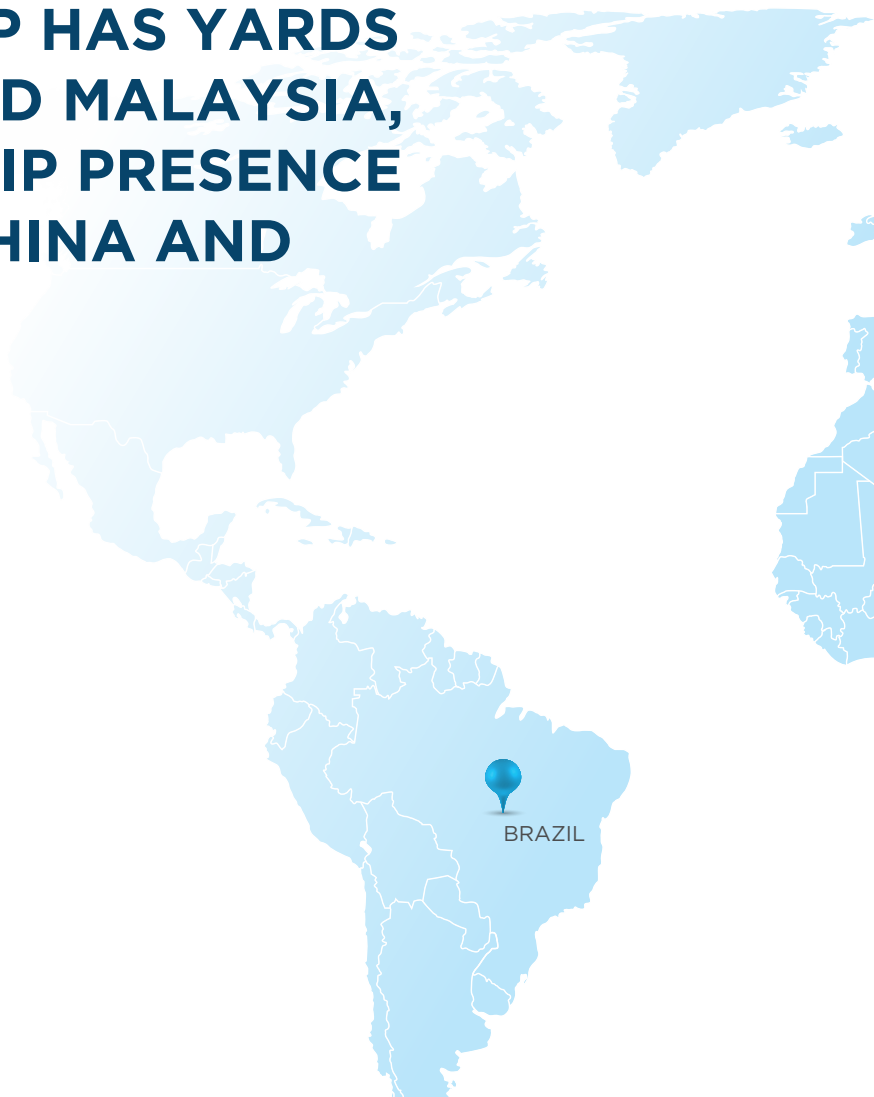 P HAS YARDS
D MALAYSIA,
IP PRESENCE
HINA AND
BRAZIL